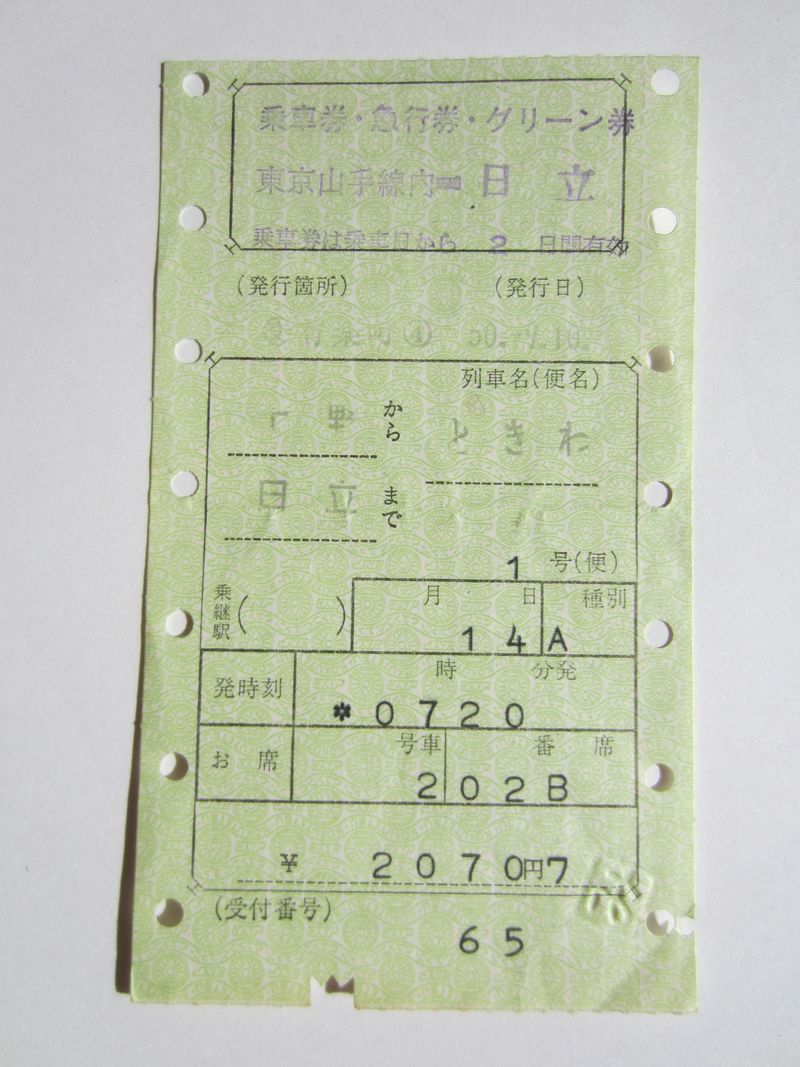 乗車券・急行券・グリーン券
東京山手線内 日立
乗車券は乗車日から 2 日間有効
(発行箇所) (発行日)
列車名(便名)
野 から ときわ
日立 まで
1 号(便)
乗継駅( ) 月 日 種別
14 A
時 分発
発時刻 *0720
号車 番 席
お 席 2 02B
¥ 2070円7
(受付番号)
65